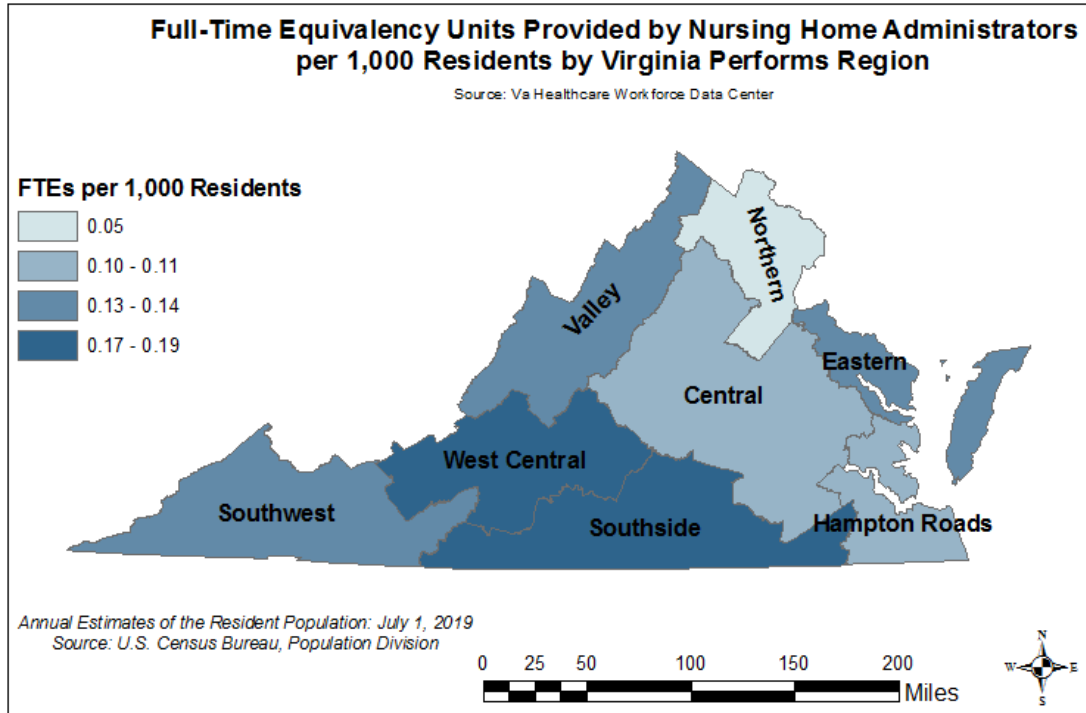 Full-Time Equivalency Units Provided by Nursing Home Administrators
per 1,000 Residents by Virginia Performs Region
Source: Va Healthcare Workforce Data Center
FTEs per 1,000 Residents
0.05
0.10 - 0.11
0.13 - 0.14
0.17 - 0.19
Northern
Valley
Eastern
Central
West Central
Southwest
Southside
Hampton Roads
Annual Estimates of the Resident Population: July 1, 2019
Source: U.S. Census Bureau, Population Division
0 25 50 100 150 200
Miles
N
W E
S